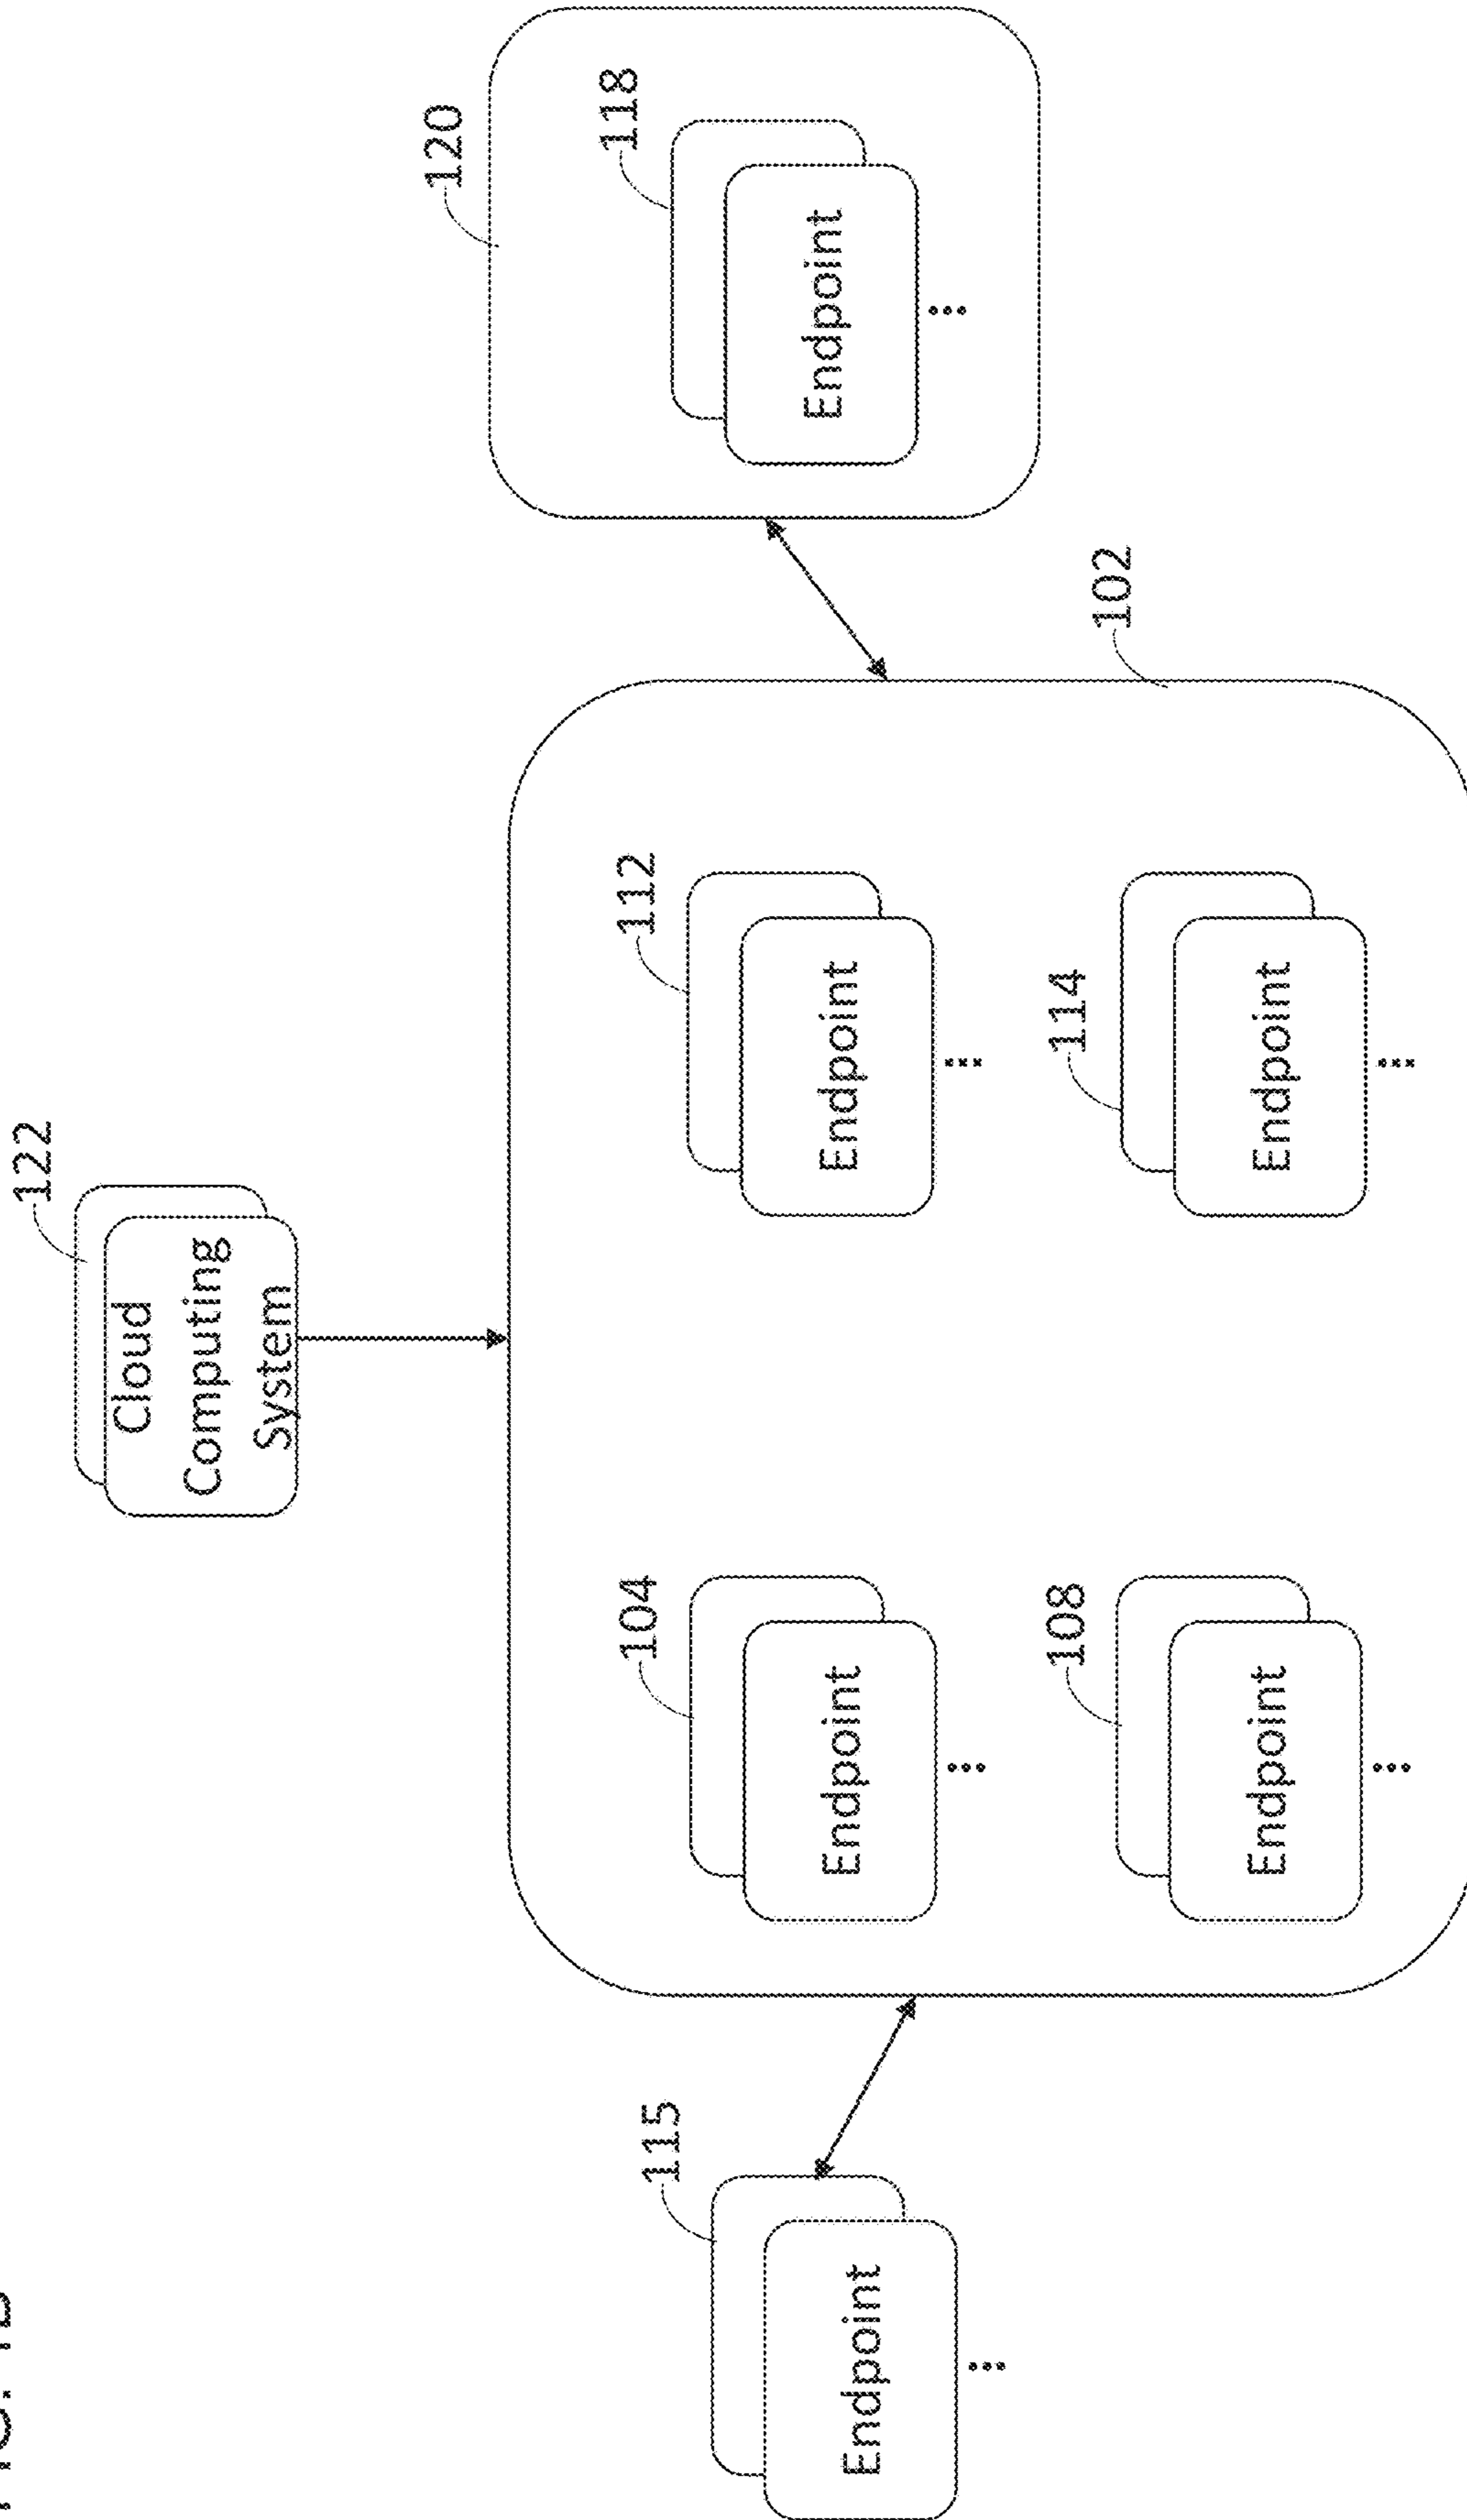 122
Cloud
Computing
System
120
115
Endpoint
...
104
Endpoint
...
112
Endpoint
...
118
Endpoint
...
108
Endpoint
...
114
Endpoint
...
102